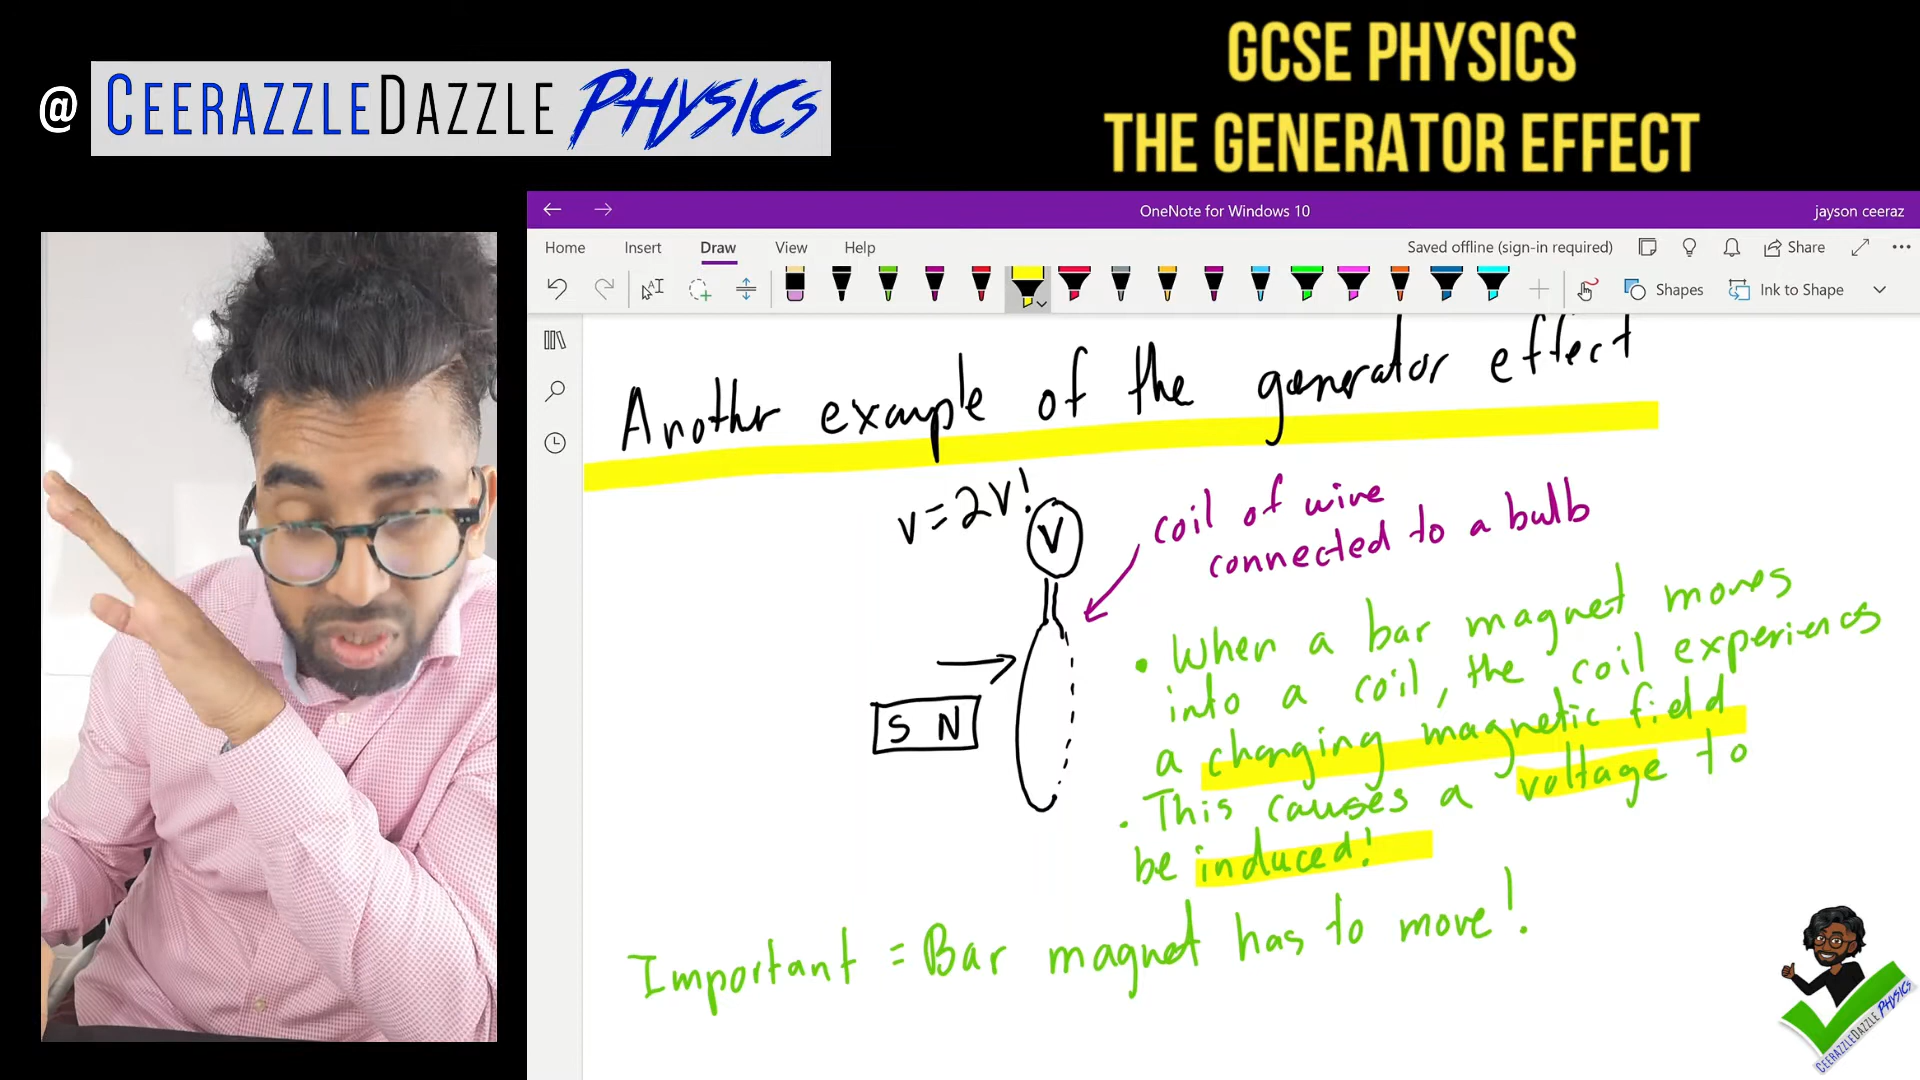 @ CEERAZZLEDAZZLE PHYSICS
GCSE PHYSICS
THE GENERATOR EFFECT
OneNote for Windows 10
jayson ceeraz
Home Insert Draw View Help
Saved offline (sign-in required)
Share
Shapes
Ink to Shape
Another example of the generator effect
V = 2V!
V
coil of wire
connected to a bulb
S N
• When a bar magnet moves
into a coil, the coil experiences
a changing magnetic field
• This causes a voltage to
be induced!
Important = Bar magnet has to move!
CEERAZZLEDAZZLE PHYSICS